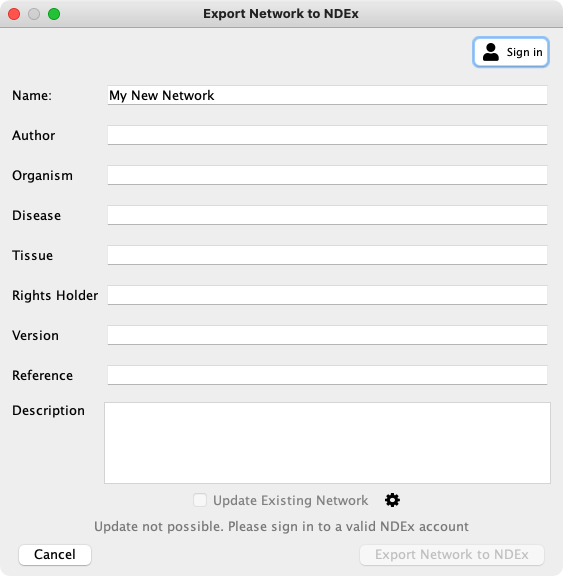 Export Network to NDEx
Sign in
Name: My New Network
Author
Organism
Disease
Tissue
Rights Holder
Version
Reference
Description
Update Existing Network
Update not possible. Please sign in to a valid NDEx account
Cancel Export Network to NDEx